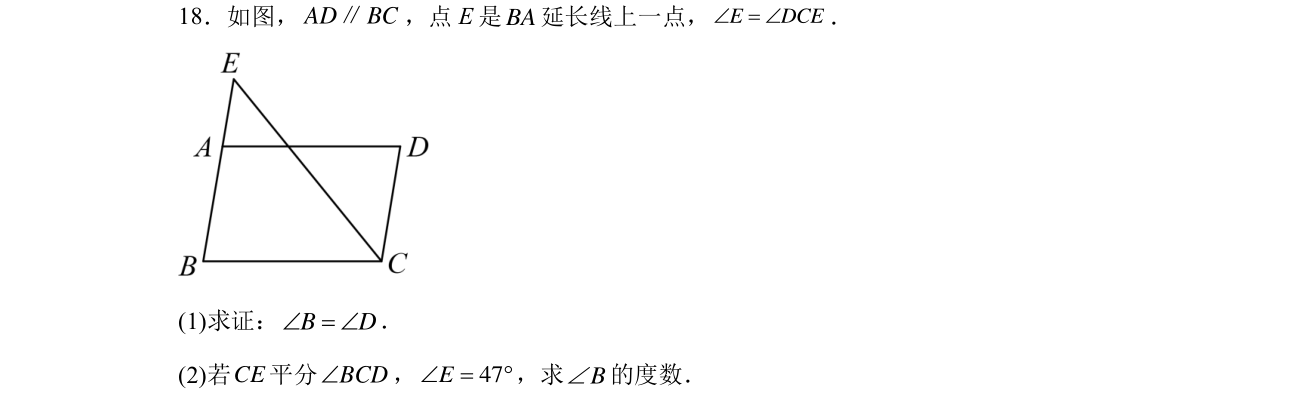 18．如图，AD∥BC，点E是BA延长线上一点，∠E=∠DCE．
E
A
D
B
C
(1)求证：∠B=∠D．
(2)若CE平分∠BCD，∠E=47°，求∠B的度数．